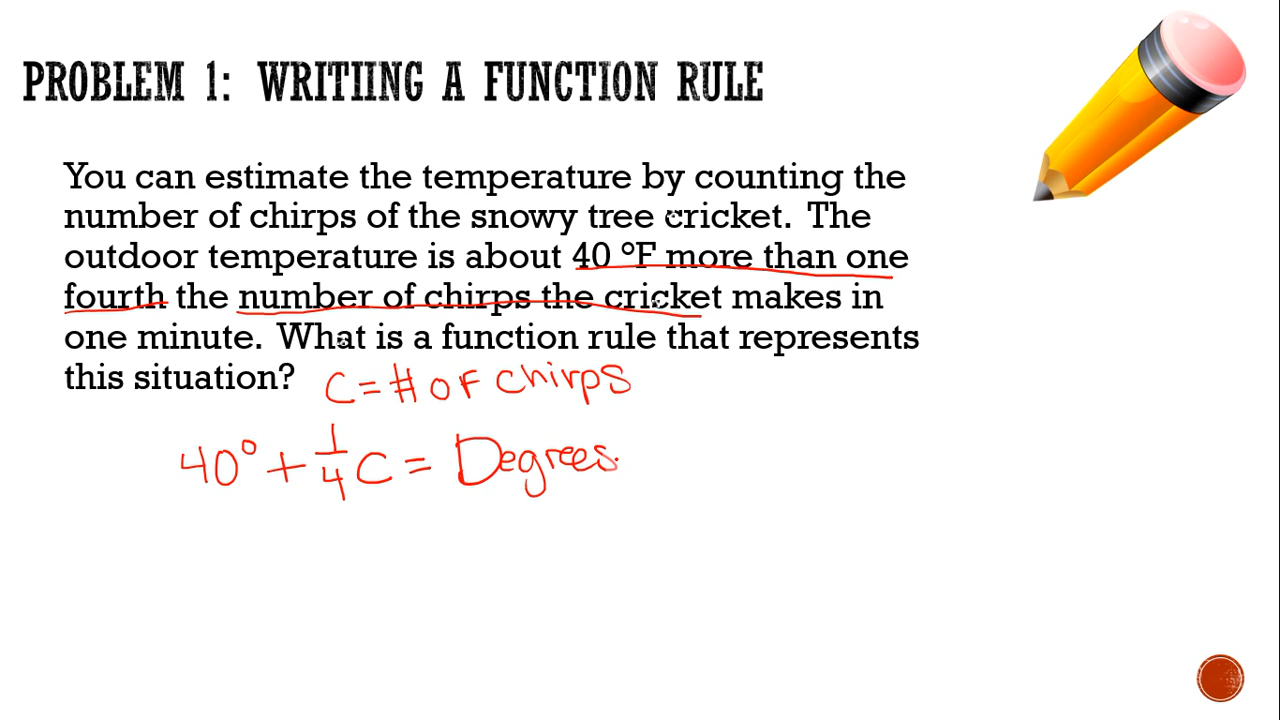 PROBLEM 1: WRITIING A FUNCTION RULE
You can estimate the temperature by counting the
number of chirps of the snowy tree cricket. The
outdoor temperature is about 40 °F more than one
fourth the number of chirps the cricket makes in
one minute. What is a function rule that represents
this situation? C = # OF chirps
40° + 1/4 C = Degrees.